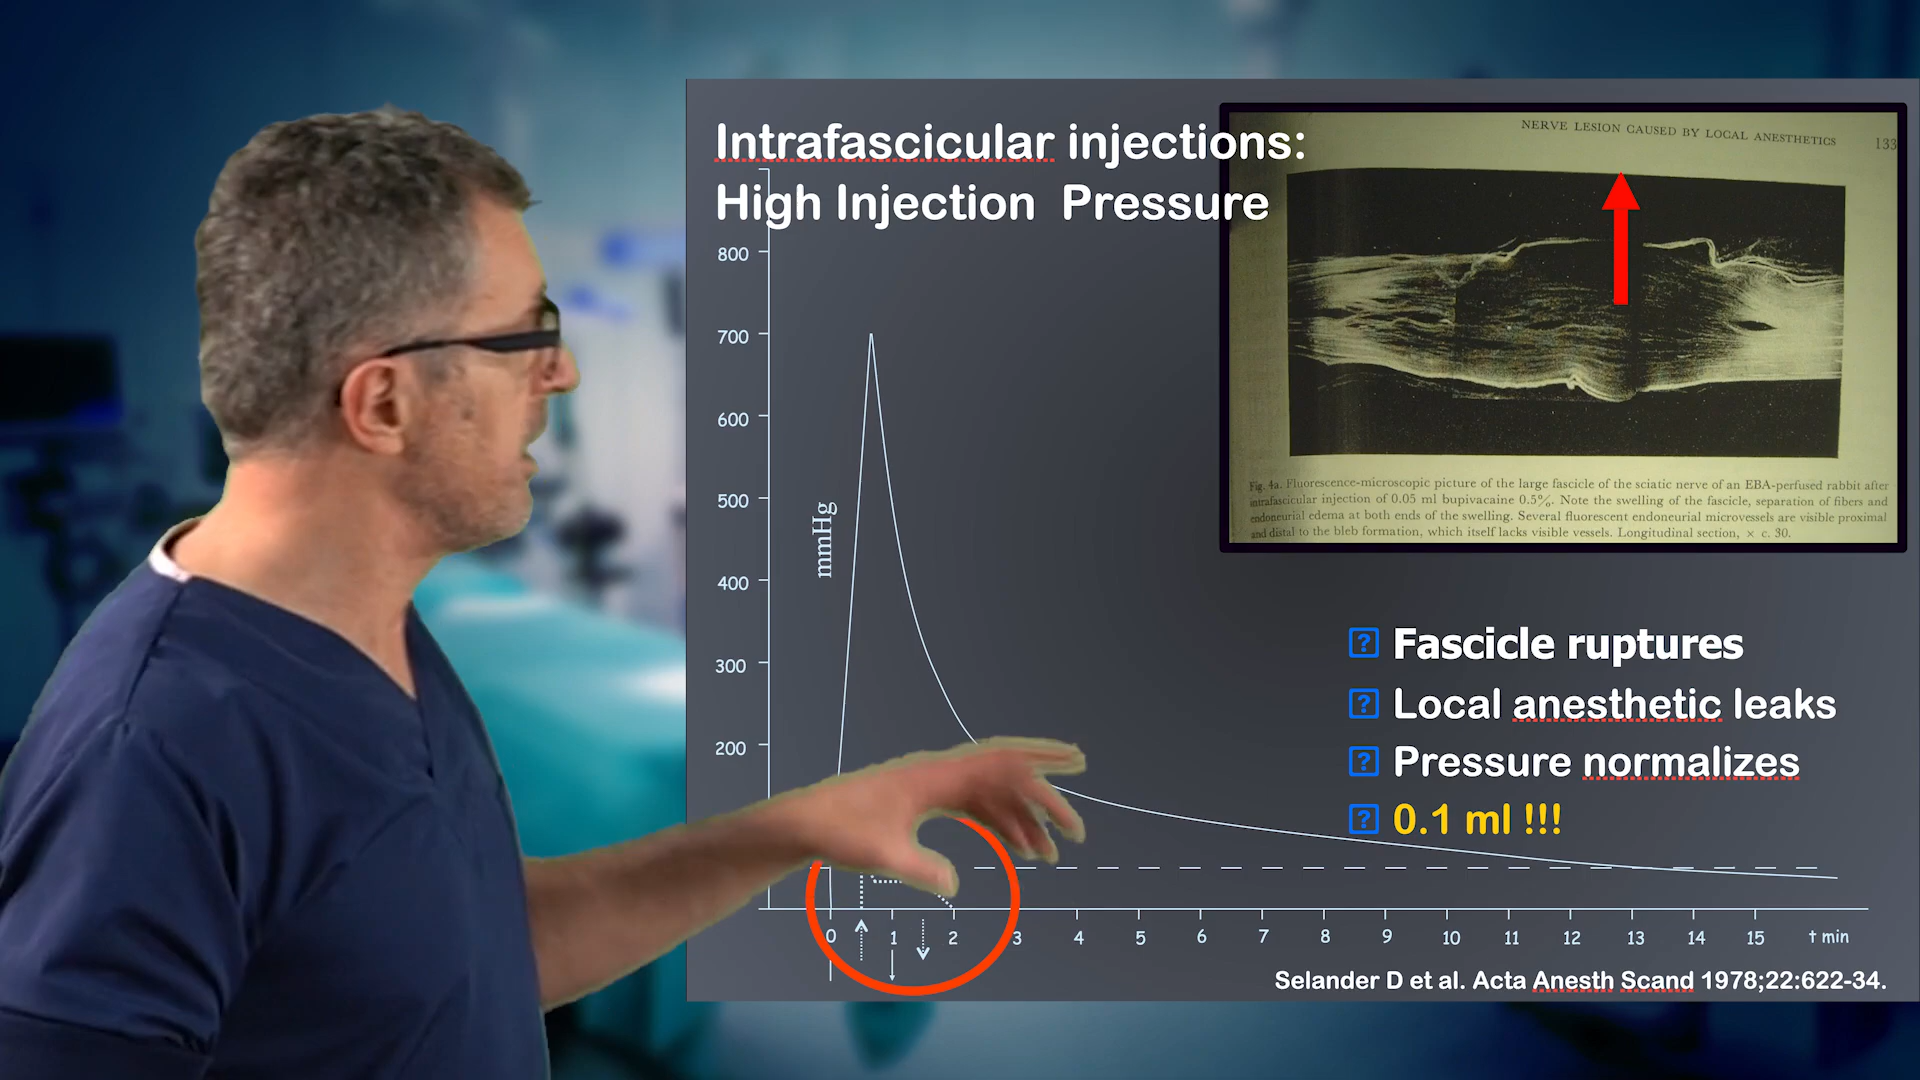 Intrafascicular injections:
High Injection Pressure
NERVE LESION CAUSED BY LOCAL ANESTHETICS 133
Fig. 4a. Fluorescence-microscopic picture of the large fascicle of the sciatic nerve of an EBA-perfused rabbit after
intrafascicular injection of 0.05 ml bupivacaine 0.5%. Note the swelling of the fascicle, separation of fibers and
endoneurial edema at both ends of the swelling. Several fluorescent endoneurial microvessels are visible proximal
and distal to the bleb formation, which itself lacks visible vessels. Longitudinal section, × c. 30.
800
700
600
500
400
300
200
mmHg
Fascicle ruptures
Local anesthetic leaks
Pressure normalizes
0.1 ml !!!
0 1 2 3 4 5 6 7 8 9 10 11 12 13 14 15 t min
Selander D et al. Acta Anesth Scand 1978;22:622-34.